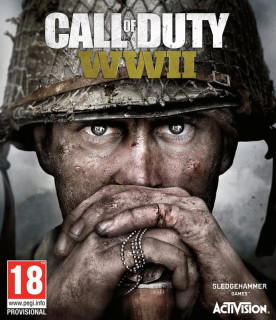 CALL OF DUTY
WWII
18
www.pegi.info
PROVISIONAL
SLEDGEHAMMER
GAMES
ACTIVISION